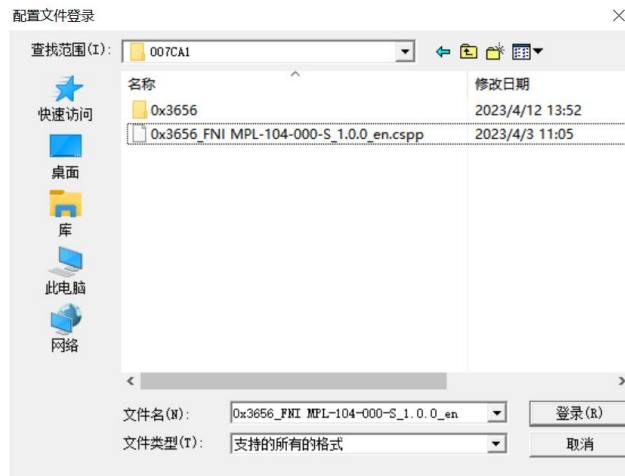 配置文件登录
查找范围(I):
007CA1
名称
修改日期
快速访问
0x3656
2023/4/12 13:52
0x3656_FNI MPL-104-000-S_1.0.0_en.cspp
2023/4/3 11:05
桌面
库
此电脑
网络
文件名(N):
0x3656_FNI MPL-104-000-S_1.0.0_en
登录(R)
文件类型(T):
支持的所有的格式
取消